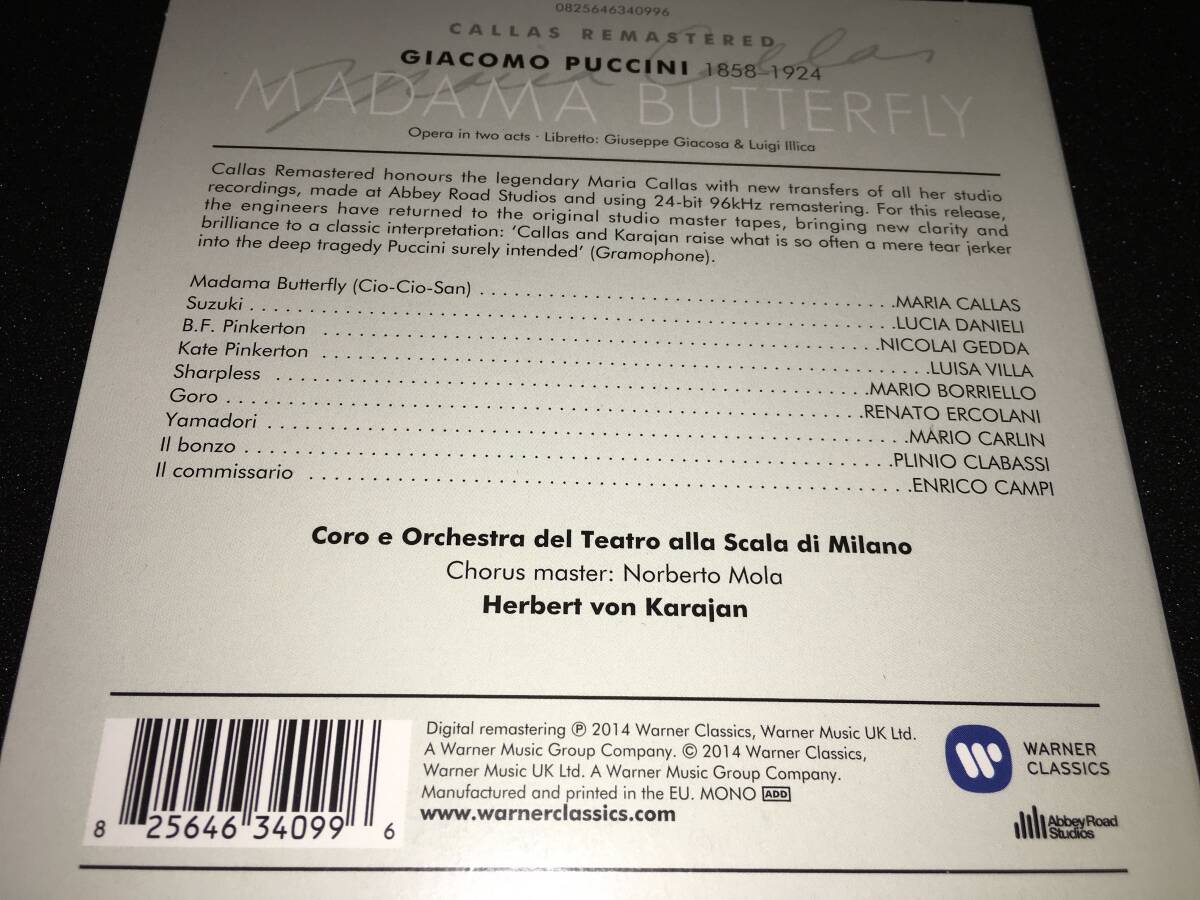 0825646340996
CALLAS REMASTERED
GIACOMO PUCCINI 1858–1924
Maria Callas
MADAMA BUTTERFLY
Opera in two acts · Libretto: Giuseppe Giacosa & Luigi Illica
Callas Remastered honours the legendary Maria Callas with new transfers of all her studio
recordings, made at Abbey Road Studios and using 24-bit 96kHz remastering. For this release,
the engineers have returned to the original studio master tapes, bringing new clarity and
brilliance to a classic interpretation: ‘Callas and Karajan raise what is so often a mere tear jerker
into the deep tragedy Puccini surely intended’ (Gramophone).
Madama Butterfly (Cio-Cio-San) . . . . . . . . . . . . . . . . . . . . MARIA CALLAS
Suzuki . . . . . . . . . . . . . . . . . . . . LUCIA DANIELI
B.F. Pinkerton . . . . . . . . . . . . . . . . . . . . NICOLAI GEDDA
Kate Pinkerton . . . . . . . . . . . . . . . . . . . . LUISA VILLA
Sharpless . . . . . . . . . . . . . . . . . . . . MARIO BORRIELLO
Goro . . . . . . . . . . . . . . . . . . . . RENATO ERCOLANI
Yamadori . . . . . . . . . . . . . . . . . . . . MARIO CARLIN
Il bonzo . . . . . . . . . . . . . . . . . . . . PLINIO CLABASSI
Il commissario . . . . . . . . . . . . . . . . . . . . ENRICO CAMPI
Coro e Orchestra del Teatro alla Scala di Milano
Chorus master: Norberto Mola
Herbert von Karajan
Digital remastering ℗ 2014 Warner Classics, Warner Music UK Ltd.
A Warner Music Group Company. © 2014 Warner Classics,
Warner Music UK Ltd. A Warner Music Group Company.
Manufactured and printed in the EU. MONO ADD
www.warnerclassics.com
8 25646 34099 6
WARNER
CLASSICS
Abbey Road
Studios